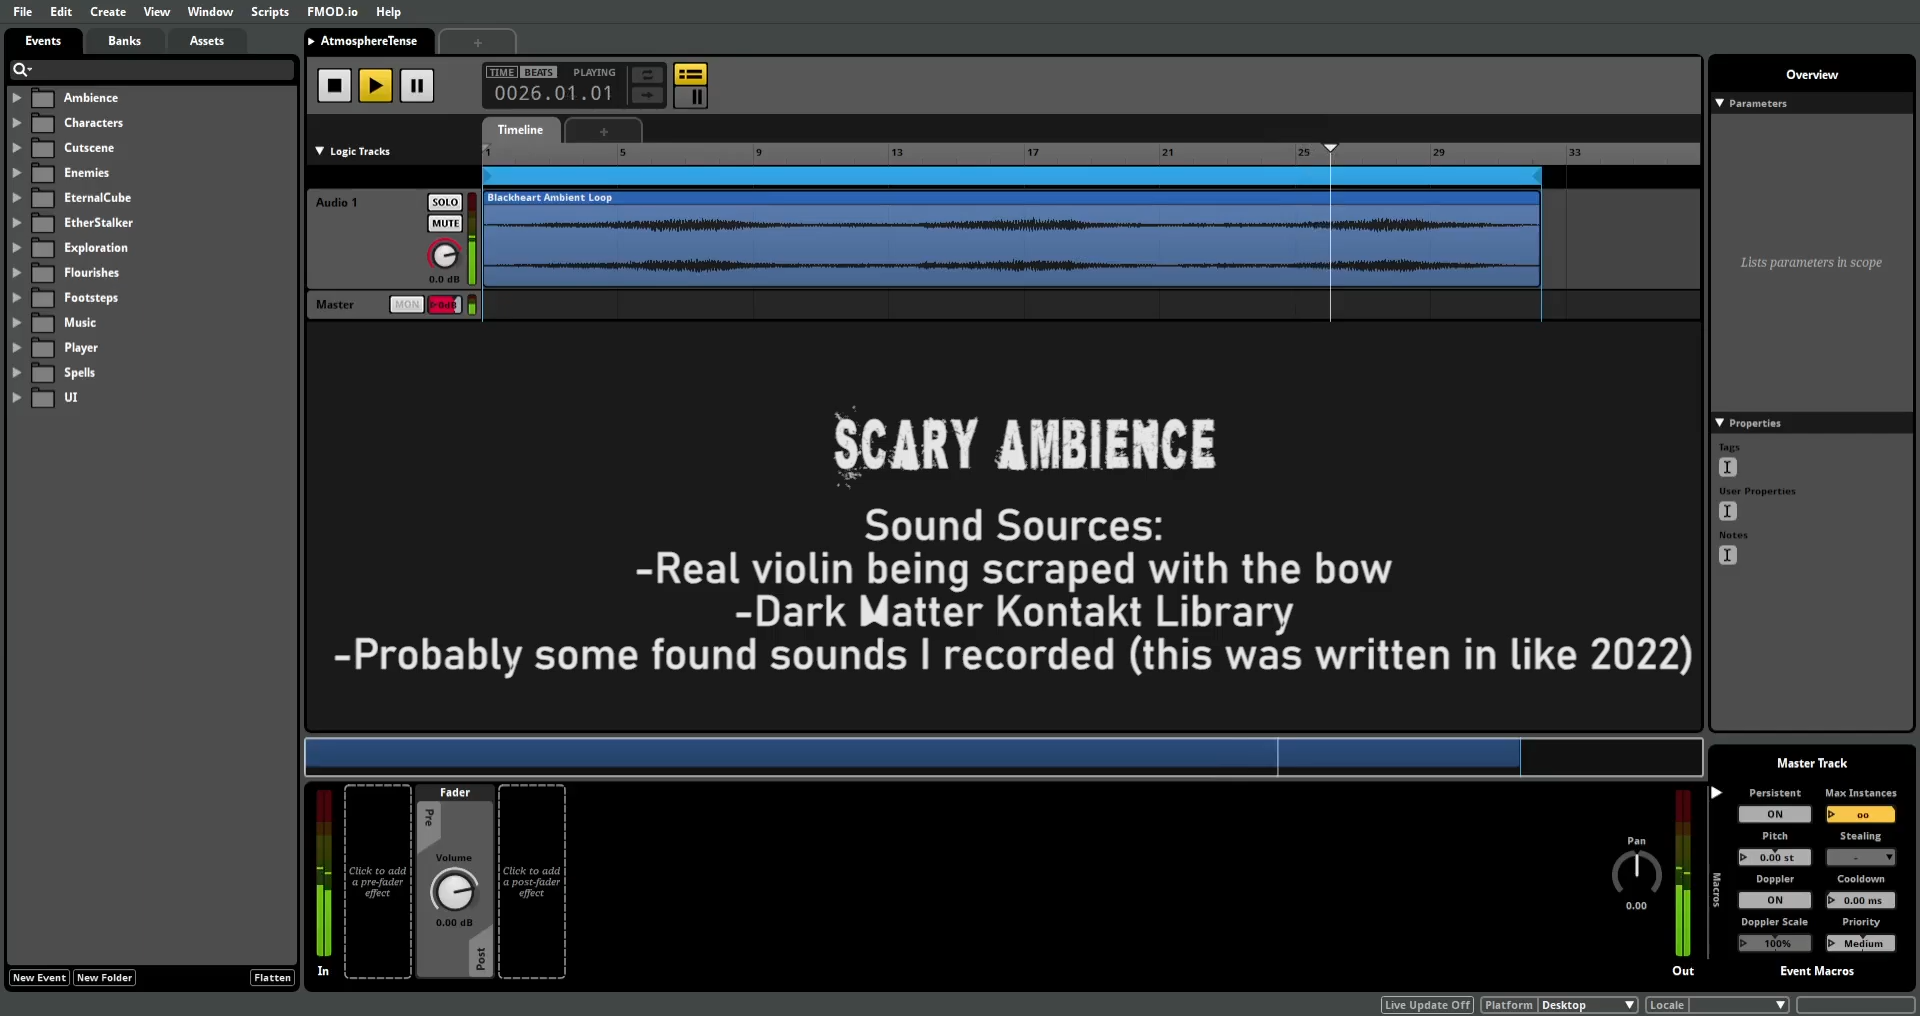 File Edit Create View Window Scripts FMOD.io Help
Events Banks Assets
AtmosphereTense
+
TIME BEATS PLAYING
0026.01.01
Overview
Parameters
Lists parameters in scope
Ambience
Characters
Cutscene
Enemies
EternalCube
EtherStalker
Exploration
Flourishes
Footsteps
Music
Player
Spells
UI
Timeline
+
Logic Tracks
1 5 9 13 17 21 25 29 33
Audio 1
SOLO
MUTE
0.0 dB
Blackheart Ambient Loop
Master MON 0dB
SCARY AMBIENCE
Sound Sources:
-Real violin being scraped with the bow
-Dark Matter Kontakt Library
-Probably some found sounds I recorded (this was written in like 2022)
Properties
Tags
User Properties
Notes
Fader
Pre
Click to add
a pre-fader
effect
Volume
0.00 dB
Post
Click to add
a post-fader
effect
In
Pan
0.00
Out
Macros
Master Track
Persistent Max Instances
ON oo
Pitch Stealing
0.00 st -
Doppler Cooldown
ON 0.00 ms
Doppler Scale Priority
100% Medium
Event Macros
New Event New Folder Flatten
Live Update Off Platform Desktop Locale